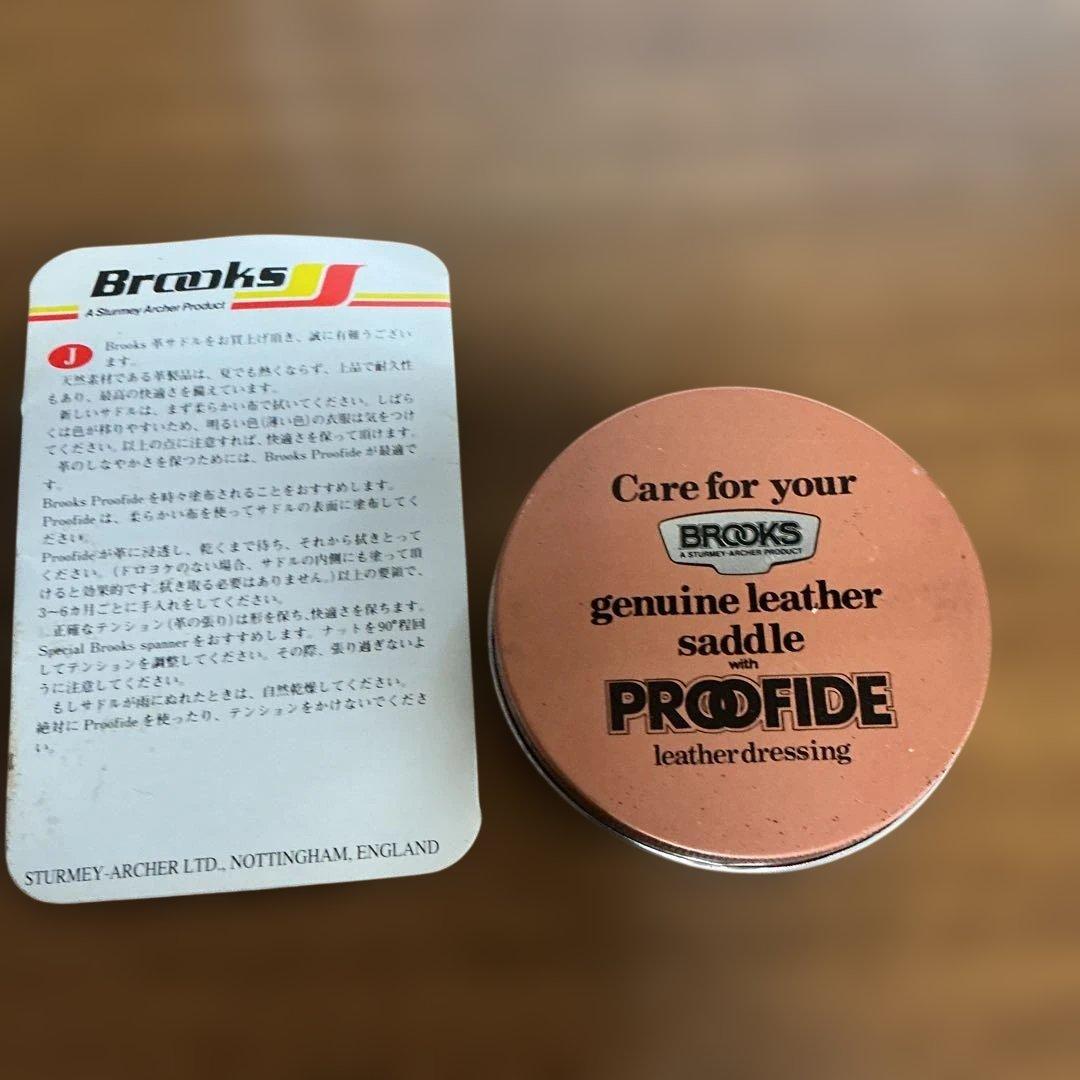 Brooks
A Sturmey Archer Product
J
Brooks 革サドルをお買上げ頂き、誠に有難うござい
ます。
天然素材である革製品は、夏でも熱くならず、上品で耐久性
もあり、最高の快適さを備えています。
新しいサドルは、まず柔らかい布で拭いてください。しばら
くは色が移りやすいため、明るい色(薄い色)の衣服は気をつけ
てください。以上の点に注意すれば、快適さを保って頂けます。
革のしなやかさを保つためには、Brooks Proofide が最適で
す。
Brooks Proofide を時々塗布されることをおすすめします。
Proofide は、柔らかい布を使ってサドルの表面に塗布してく
ださい。
Proofide が革に浸透し、乾くまで待ち、それから拭きとって
ください。(ドロヨケのない場合、サドルの内側にも塗って頂
けると効果的です。拭き取る必要はありません。)以上の要領で、
3〜6カ月ごとに手入れをしてください。
正確なテンション(革の張り)は形を保ち、快適さを保ちます。
Special Brooks spanner をおすすめします。ナットを90°程回
してテンションを調整してください。その際、張り過ぎないよ
うに注意してください。
もしサドルが雨にぬれたときは、自然乾燥してください。
絶対に Proofide を使ったり、テンションをかけないでくださ
い。
STURMEY-ARCHER LTD., NOTTINGHAM, ENGLAND
Care for your
BROOKS
A STURMEY-ARCHER PRODUCT
genuine leather
saddle
with
PROOFIDE
leather dressing